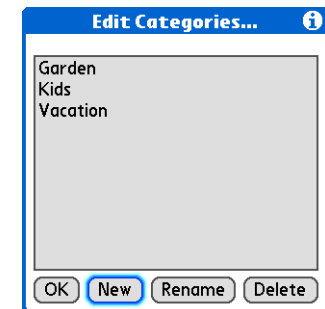 Edit Categories...
Garden
Kids
Vacation
OK New Rename Delete